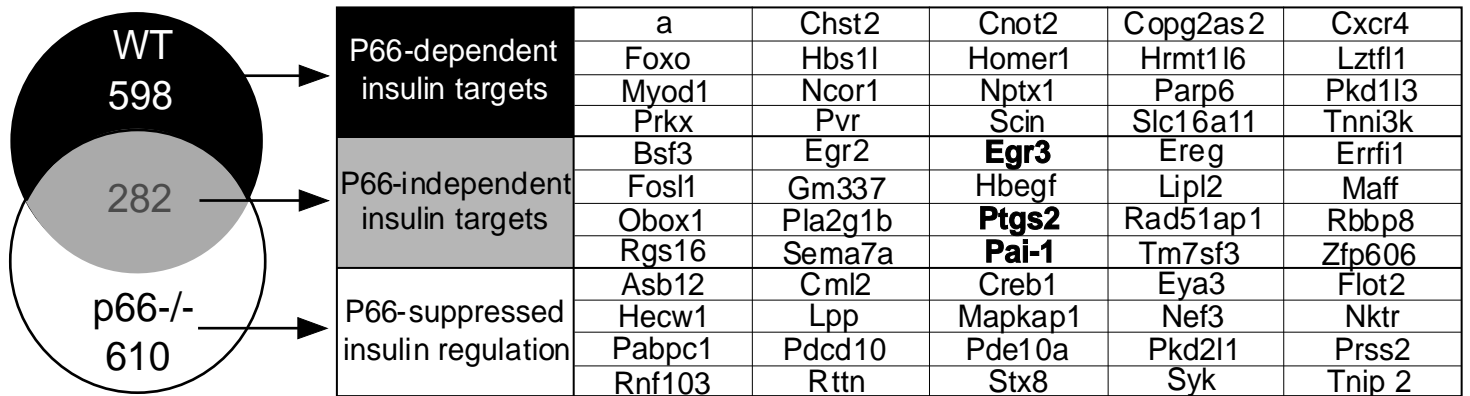 WT
598
282
p66-/-
610
P66-dependent
insulin targets
a Chst2 Cnot2 Copg2as2 Cxcr4
Foxo Hbs1l Homer1 Hrmt1l6 Lztfl1
Myod1 Ncor1 Nptx1 Parp6 Pkd1l3
Prkx Pvr Scin Slc16a11 Tnni3k
P66-independent
insulin targets
Bsf3 Egr2 Egr3 Ereg Errfi1
Fosl1 Gm337 Hbegf Lipl2 Maff
Obox1 Pla2g1b Ptgs2 Rad51ap1 Rbbp8
Rgs16 Sema7a Pai-1 Tm7sf3 Zfp606
P66-suppressed
insulin regulation
Asb12 Cml2 Creb1 Eya3 Flot2
Hecw1 Lpp Mapkap1 Nef3 Nktr
Pabpc1 Pdcd10 Pde10a Pkd2l1 Prss2
Rnf103 Rttn Stx8 Syk Tnip 2